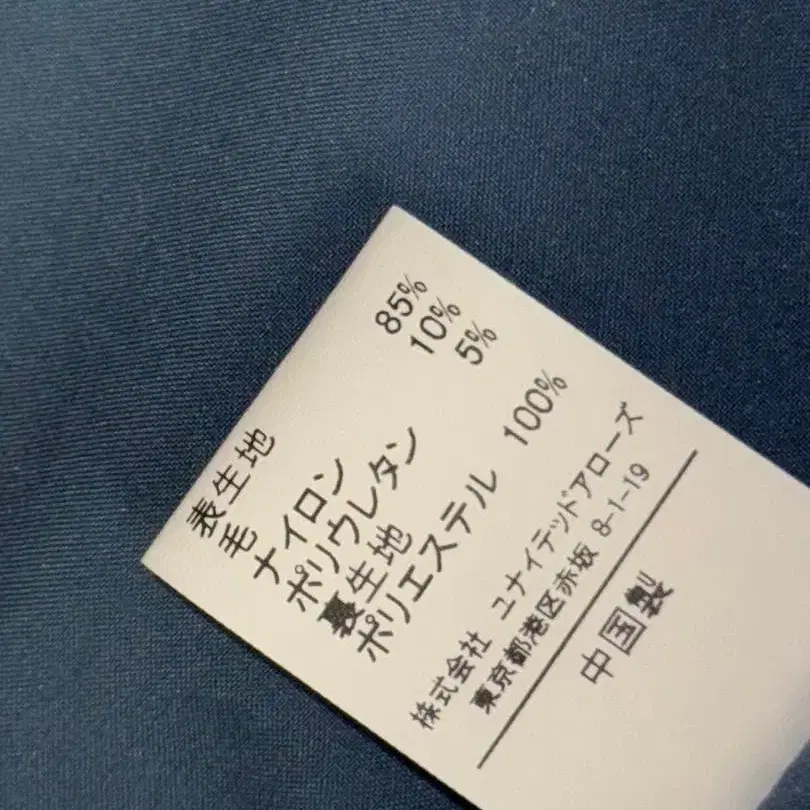 表生地
毛 85%
ナイロン 10%
ポリウレタン 5%
裏生地
ポリエステル 100%
株式会社 ユナイテッドアローズ
東京都港区赤坂 8-1-19
中国製